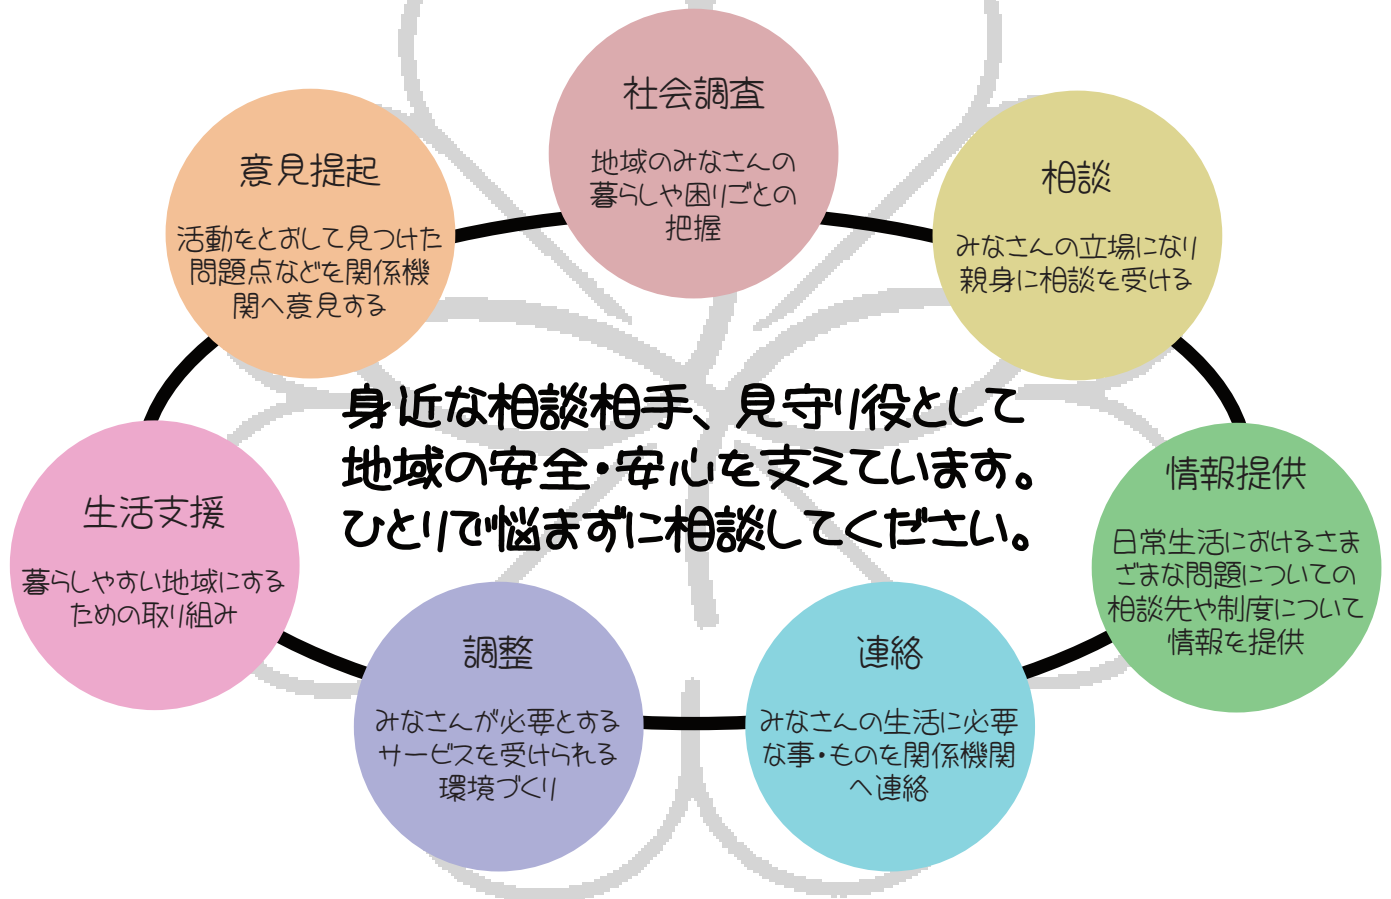 社会調査
地域のみなさんの
暮らしや困りごとの
把握
相談
みなさんの立場になり
親身に相談を受ける
情報提供
日常生活におけるさま
ざまな問題についての
相談先や制度について
情報を提供
連絡
みなさんの生活に必要
な事・ものを関係機関
へ連絡
調整
みなさんが必要とする
サービスを受けられる
環境づくり
生活支援
暮らしやすい地域にする
ための取り組み
意見提起
活動をとおして見つけた
問題点などを関係機
関へ意見する
身近な相談相手、見守り役として
地域の安全・安心を支えています。
ひとりで悩まずに相談してください。